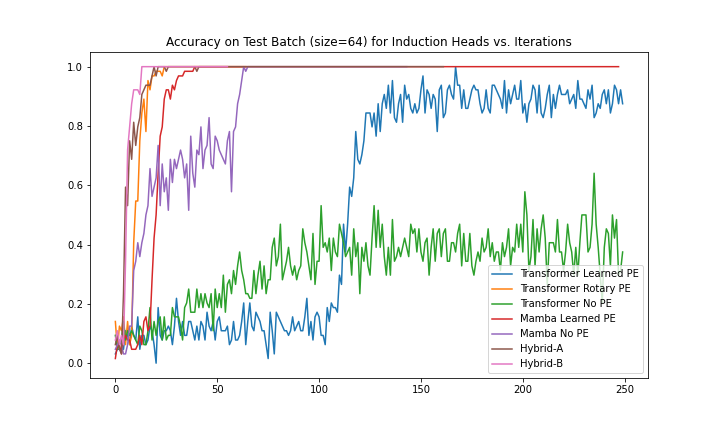 Accuracy on Test Batch (size=64) for Induction Heads vs. Iterations
1.0
0.8
0.6
0.4
0.2
0.0
0
50
100
150
200
250
Transformer Learned PE
Transformer Rotary PE
Transformer No PE
Mamba Learned PE
Mamba No PE
Hybrid-A
Hybrid-B